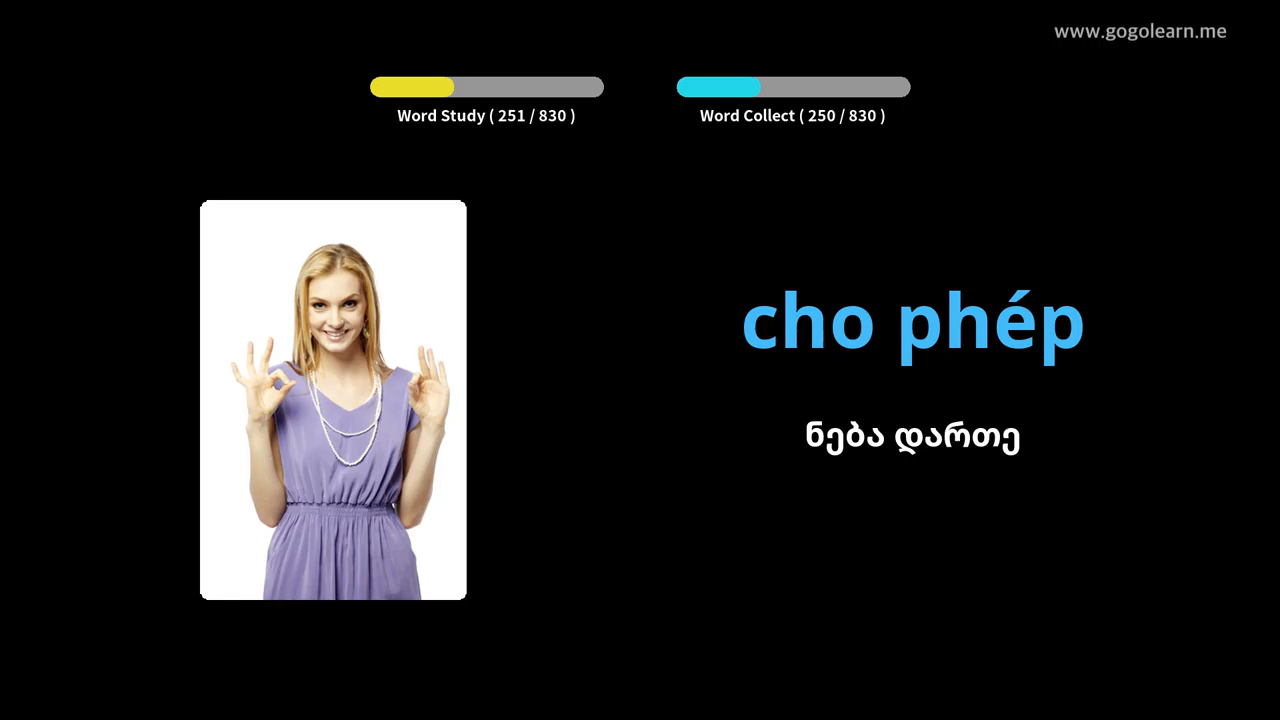 www.gogolearn.me
Word Study ( 251 / 830 )
Word Collect ( 250 / 830 )
cho phép
ნება დართე